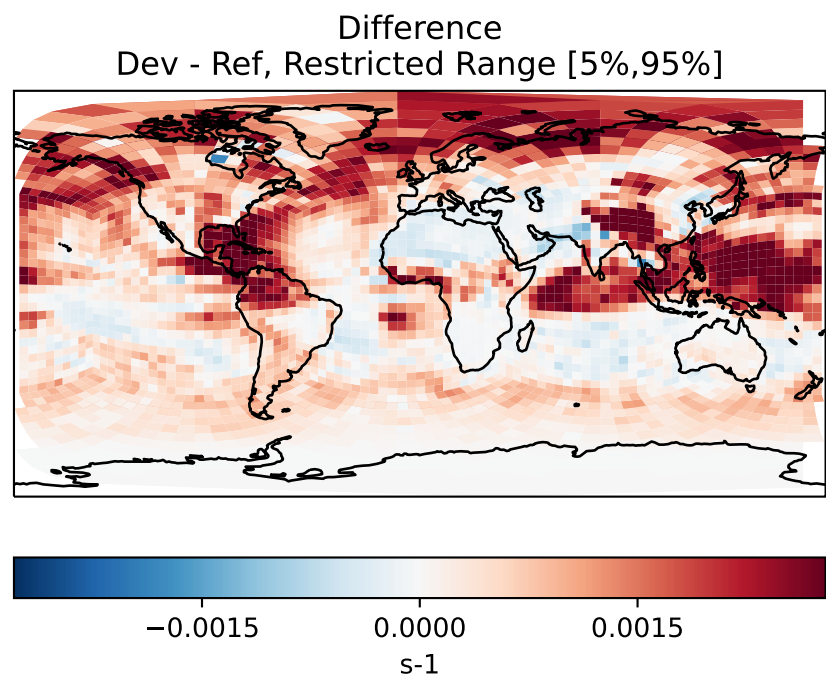 Difference
Dev - Ref, Restricted Range [5%,95%]
−0.0015 0.0000 0.0015
s-1